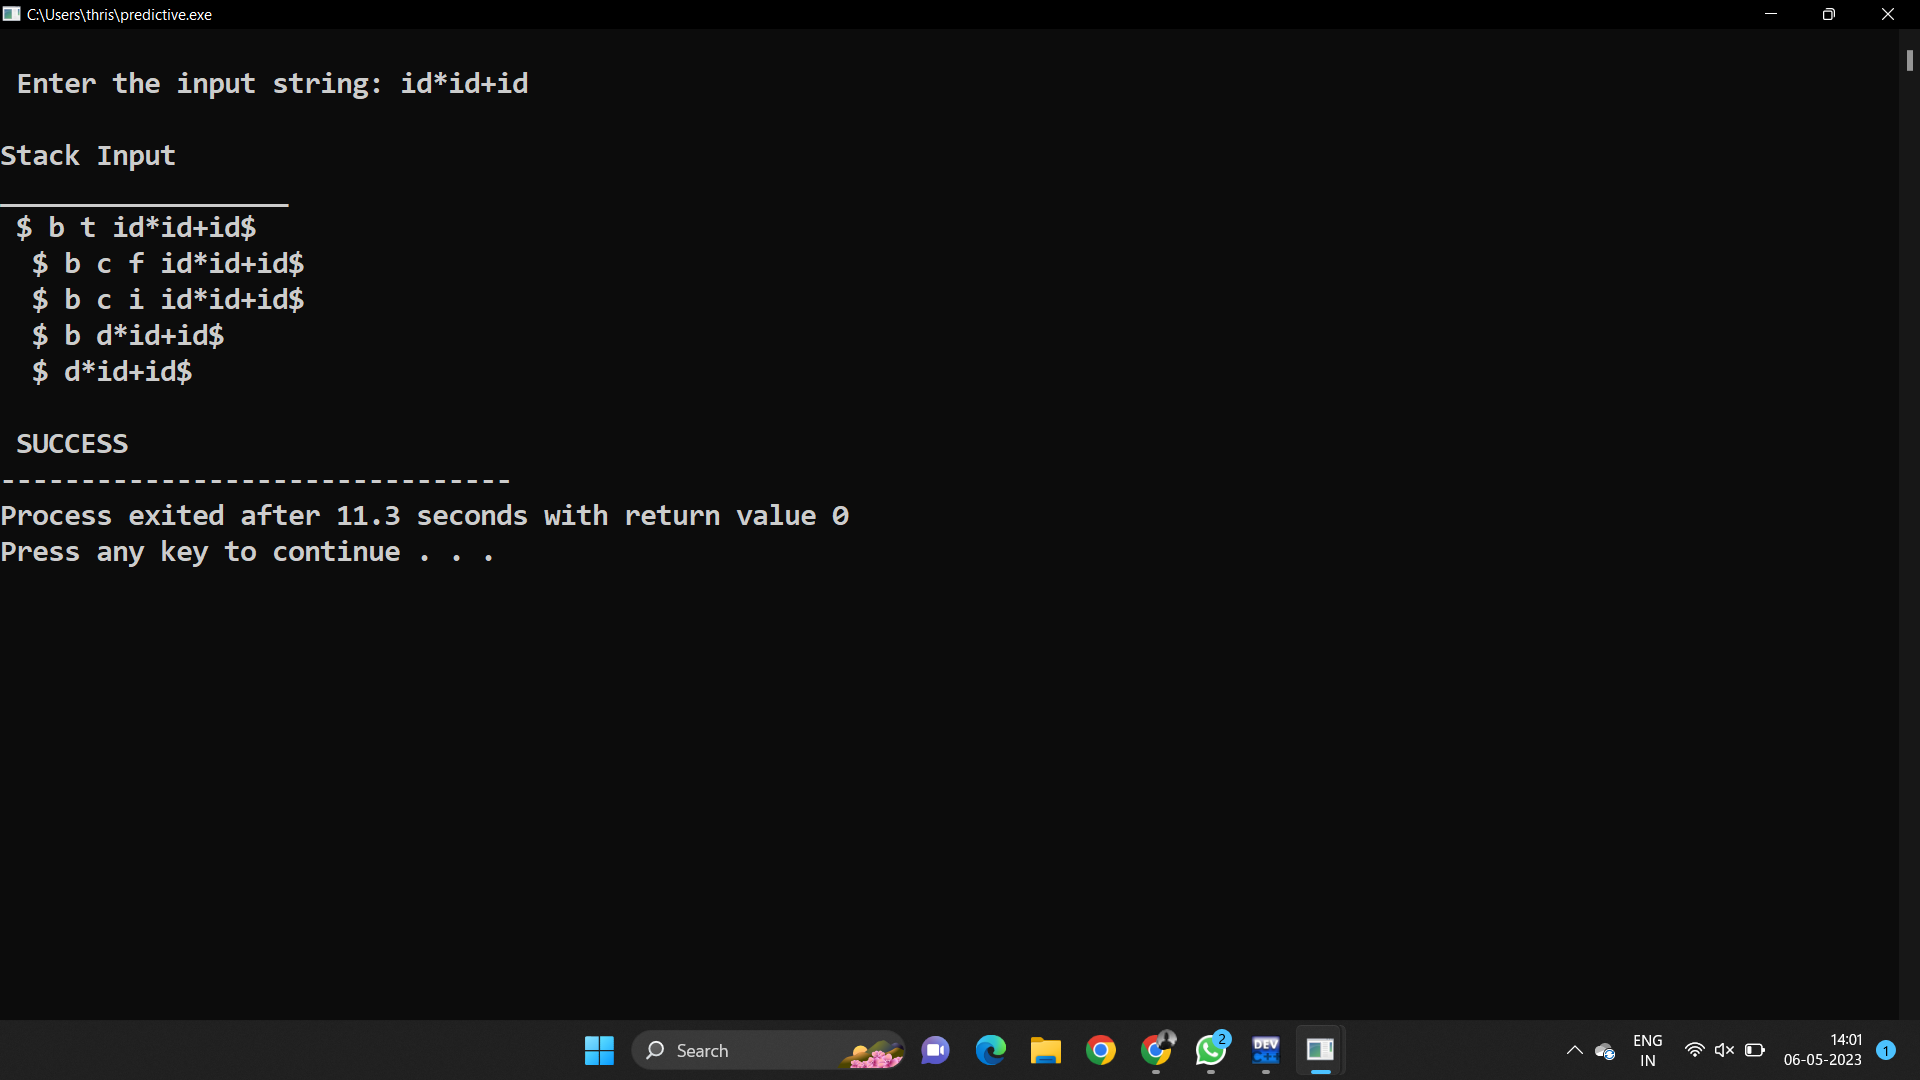 C:\Users\thris\predictive.exe
Enter the input string: id*id+id
Stack Input
__________________
$ b t id*id+id$
$ b c f id*id+id$
$ b c i id*id+id$
$ b d*id+id$
$ d*id+id$
SUCCESS
--------------------------------
Process exited after 11.3 seconds with return value 0
Press any key to continue . . .
Search
2
DEV
C++
ENG
IN
14:01
06-05-2023
1